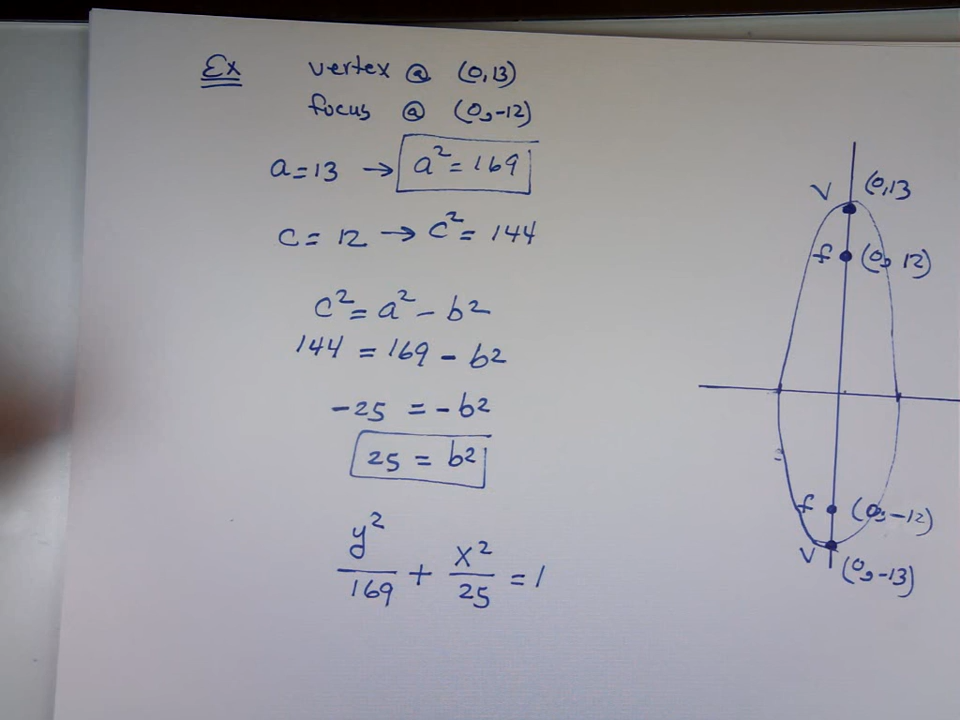 Ex vertex @ (0,13)
focus @ (0,-12)
a=13 → a²=169
c=12 → c²=144
c²=a²-b²
144=169-b²
-25=-b²
25=b²
y²/169+x²/25=1
V (0,13
f (0,12)
f (0,-12)
V (0,-13)